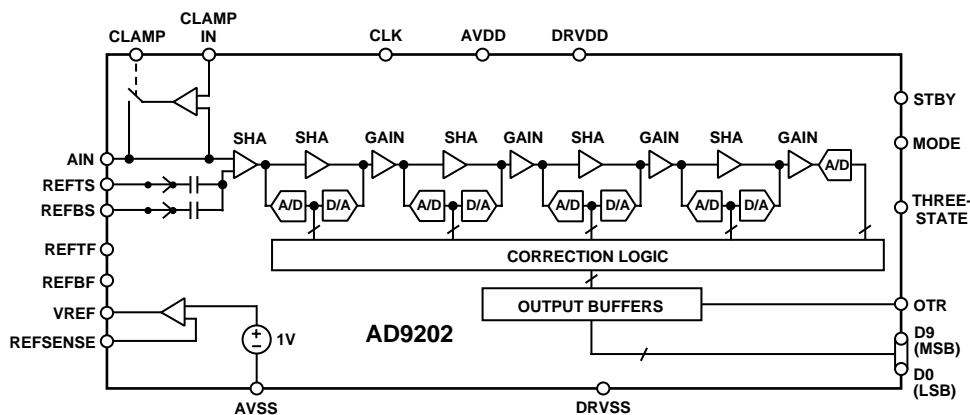 CLAMP
CLAMP
IN
CLK
AVDD
DRVDD
STBY
MODE
THREE-
STATE
OTR
D9
(MSB)
D0
(LSB)
AIN
REFTS
REFBS
REFTF
REFBF
VREF
REFSENSE
SHA
SHA
GAIN
SHA
GAIN
SHA
GAIN
SHA
GAIN
A/D
A/D
D/A
A/D
D/A
A/D
D/A
A/D
D/A
CORRECTION LOGIC
OUTPUT BUFFERS
+
–
1V
AD9202
AVSS
DRVSS